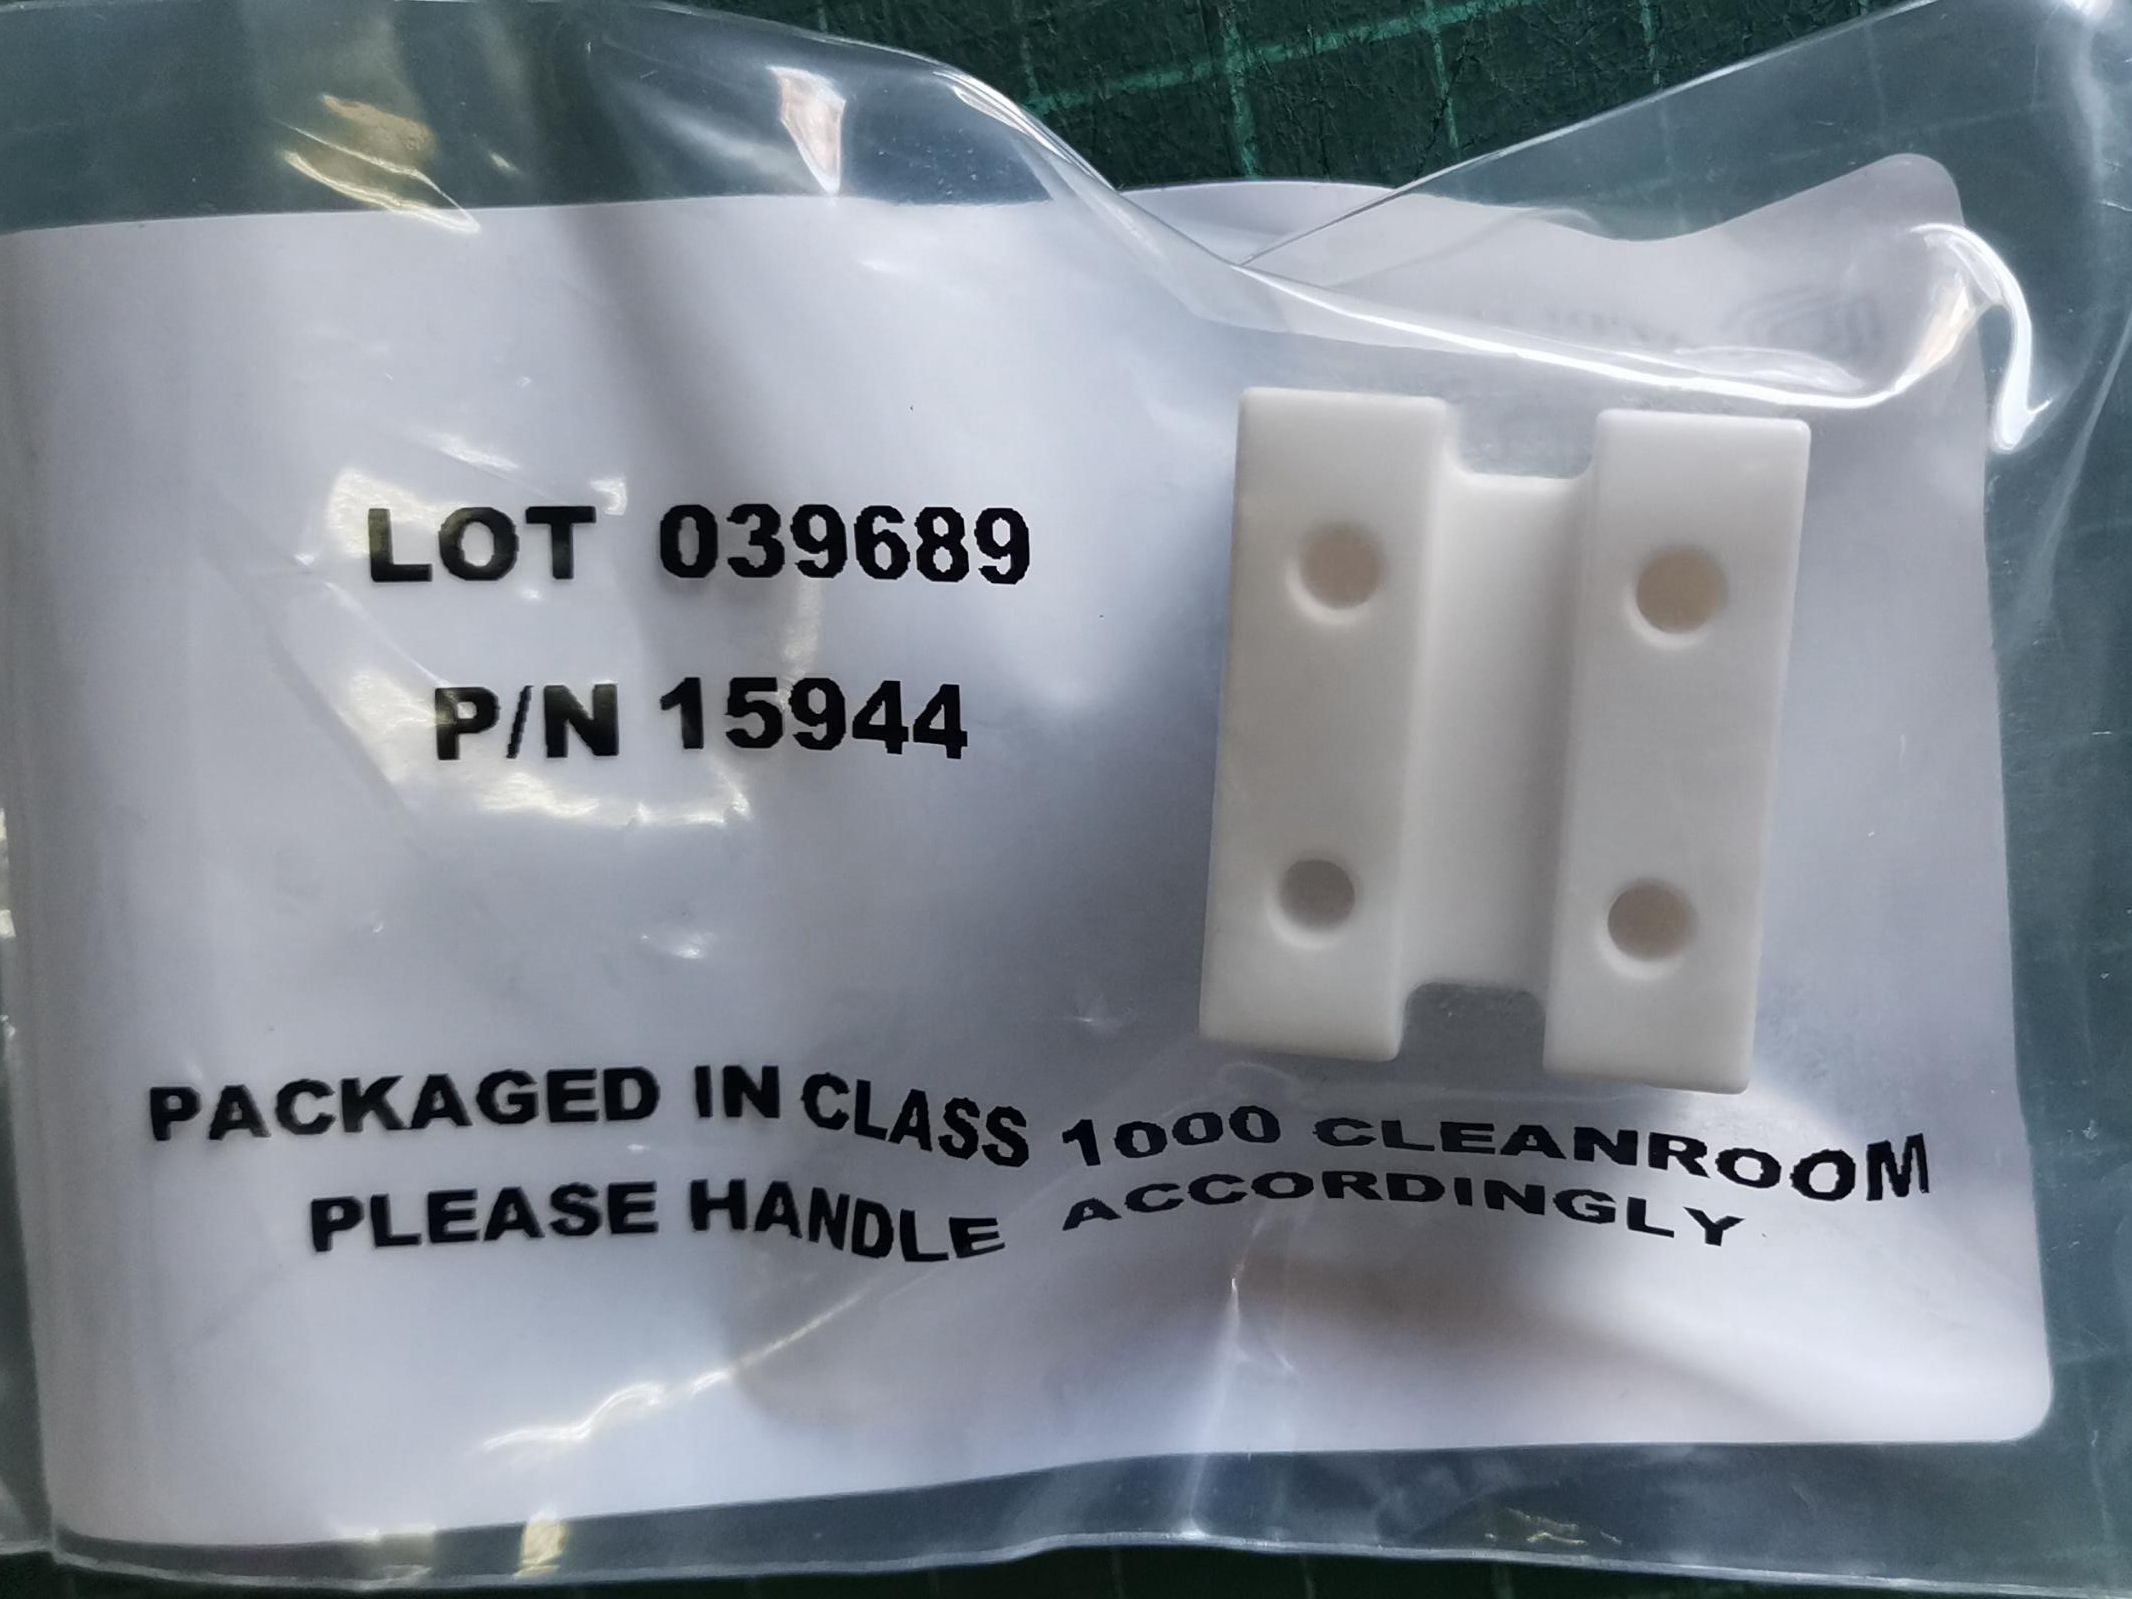 LOT 039689
P/N 15944
PACKAGED IN CLASS 1000 CLEANROOM
PLEASE HANDLE ACCORDINGLY